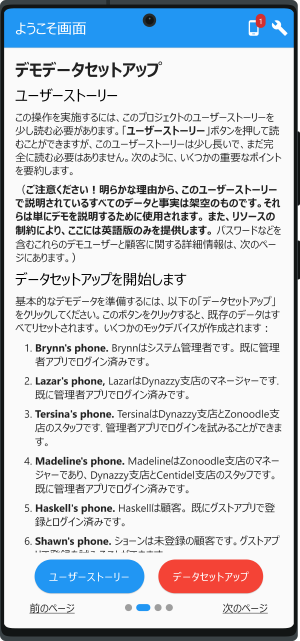 ようこそ画面
1
デモデータセットアップ
ユーザーストーリー
この操作を実施するには、このプロジェクトのユーザーストーリーを
少し読む必要があります。「ユーザーストーリー」ボタンを押して読
むことができますが、このユーザーストーリーは少し長いで、まだ完
全に読む必要はありません。次のように、いくつかの重要なポイント
を要約します。
（ご注意ください！明らかな理由から、このユーザーストーリー
で説明されているすべてのデータと事実は架空のものです。それ
らは単にデモを説明するために使用されます。また、リソースの
制約により、ここには英語版のみを提供します。パスワードなどを
含むこれらのデモユーザーと顧客に関する詳細情報は、次のペー
ジにあります。）
データセットアップを開始します
基本的なデモデータを準備するには、以下の「データセットアップ」
をクリックしてください。このボタンをクリックすると、既存のデータはす
べてリセットされます。いくつかのモックデバイスが作成されます：
1. Brynn's phone. Brynnはシステム管理者です。既に管理
者アプリでログイン済みです。
2. Lazar's phone, LazarはDynazzy支店のマネージャーです.
既に管理者アプリでログイン済みです。
3. Tersina's phone. TersinaはDynazzy支店とZonoodle支
店のスタッフです. 管理者アプリでログインを試みることができま
す。
4. Madeline's phone. MadelineはZonoodle支店のマネー
ジャーであり、Dynazzy支店とCentidel支店のスタッフです。
既に管理者アプリでログイン済みです。
5. Haskell's phone. Haskellは顧客。既にゲストアプリで登
録とログイン済みです。
6. Shawn's phone. ショーンは未登録の顧客です。ゲストアプ
リで登録を試みることができます
ユーザーストーリー
データセットアップ
前のページ
次のページ